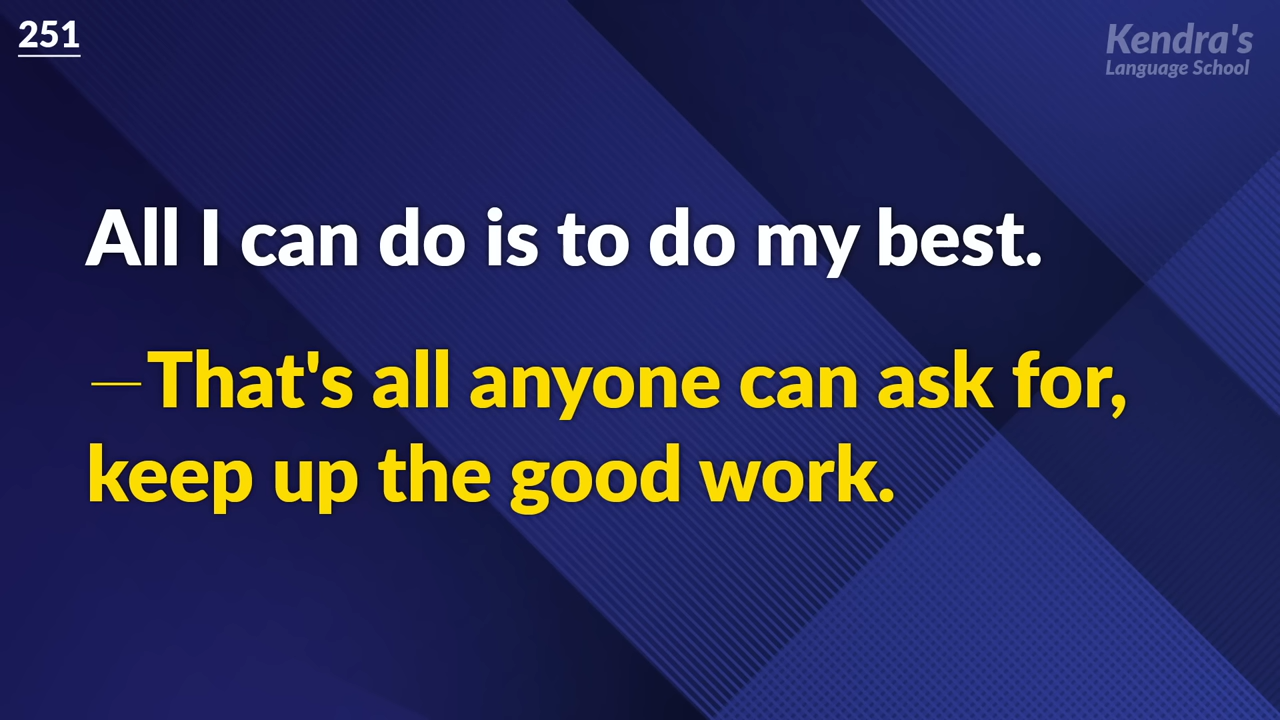 251
Kendra's
Language School
All I can do is to do my best.
—That's all anyone can ask for,
keep up the good work.